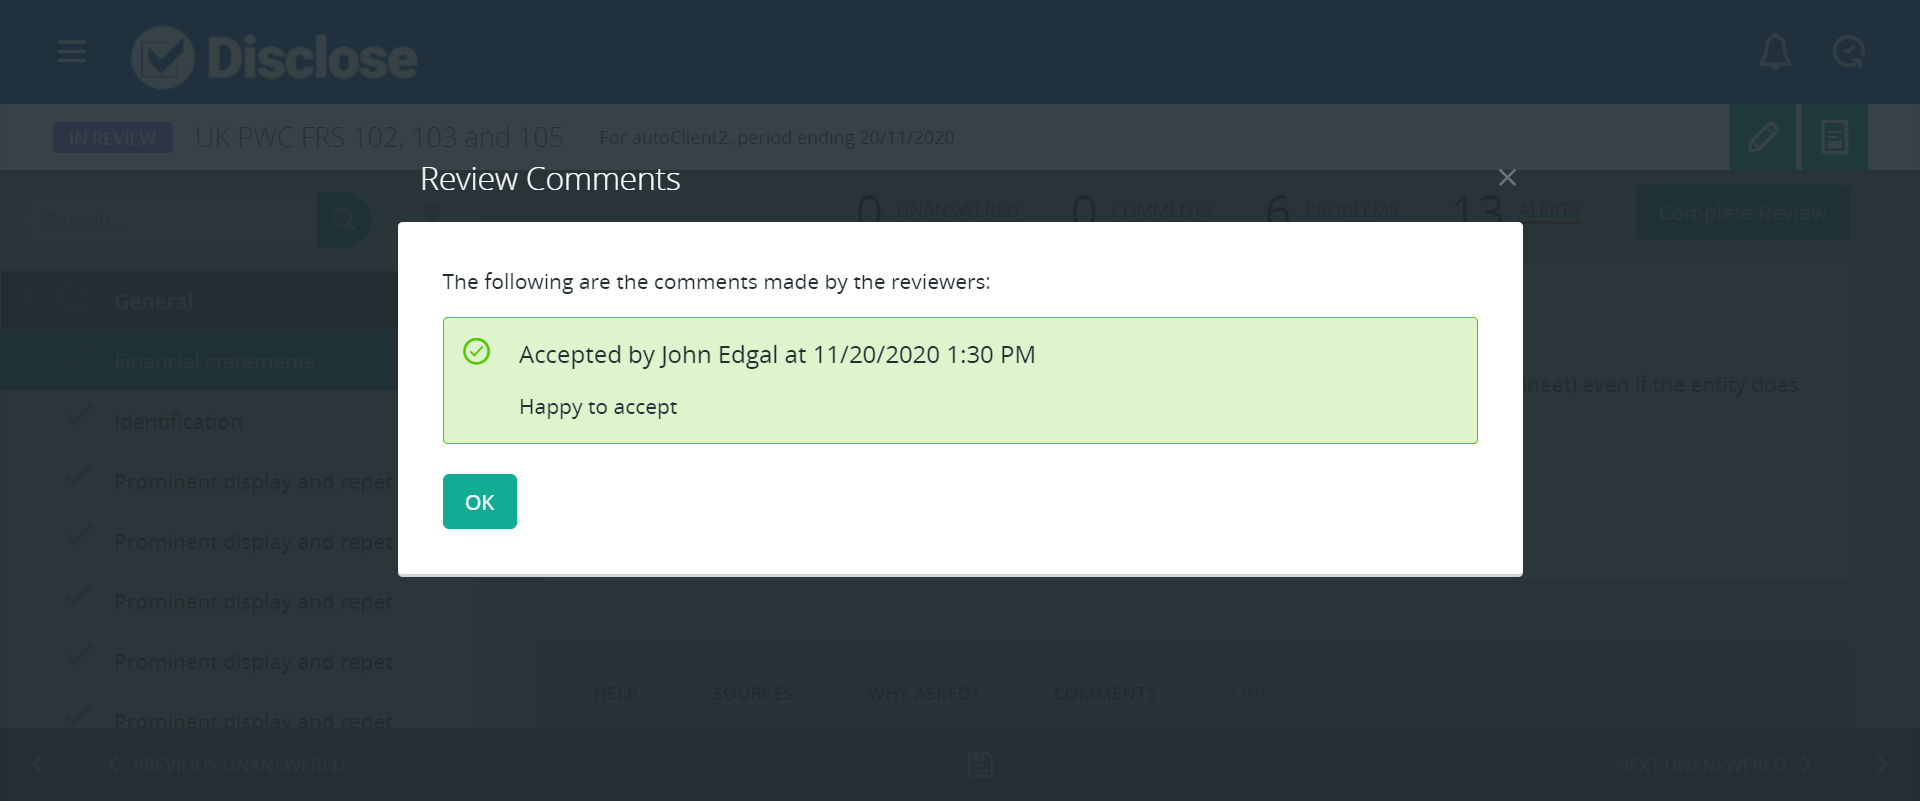 Disclose
IN REVIEW UK PWC FRS 102, 103 and 105 For autoClient2, period ending 20/11/2020
Review Comments
Search...
0 UNANSWERED 0 COMMENTS 6 PROBLEMS 13 ALERTS Complete Review
The following are the comments made by the reviewers:
General
Accepted by John Edgal at 11/20/2020 1:30 PM
Financial statements
sheet) even if the entity does
Happy to accept
Identification
Prominent display and repet
OK
Prominent display and repet
Prominent display and repet
Prominent display and repet
HELP SOURCES WHY ASKED? COMMENTS LINKS
Prominent display and repet
PREVIOUS UNANSWERED NEXT UNANSWERED